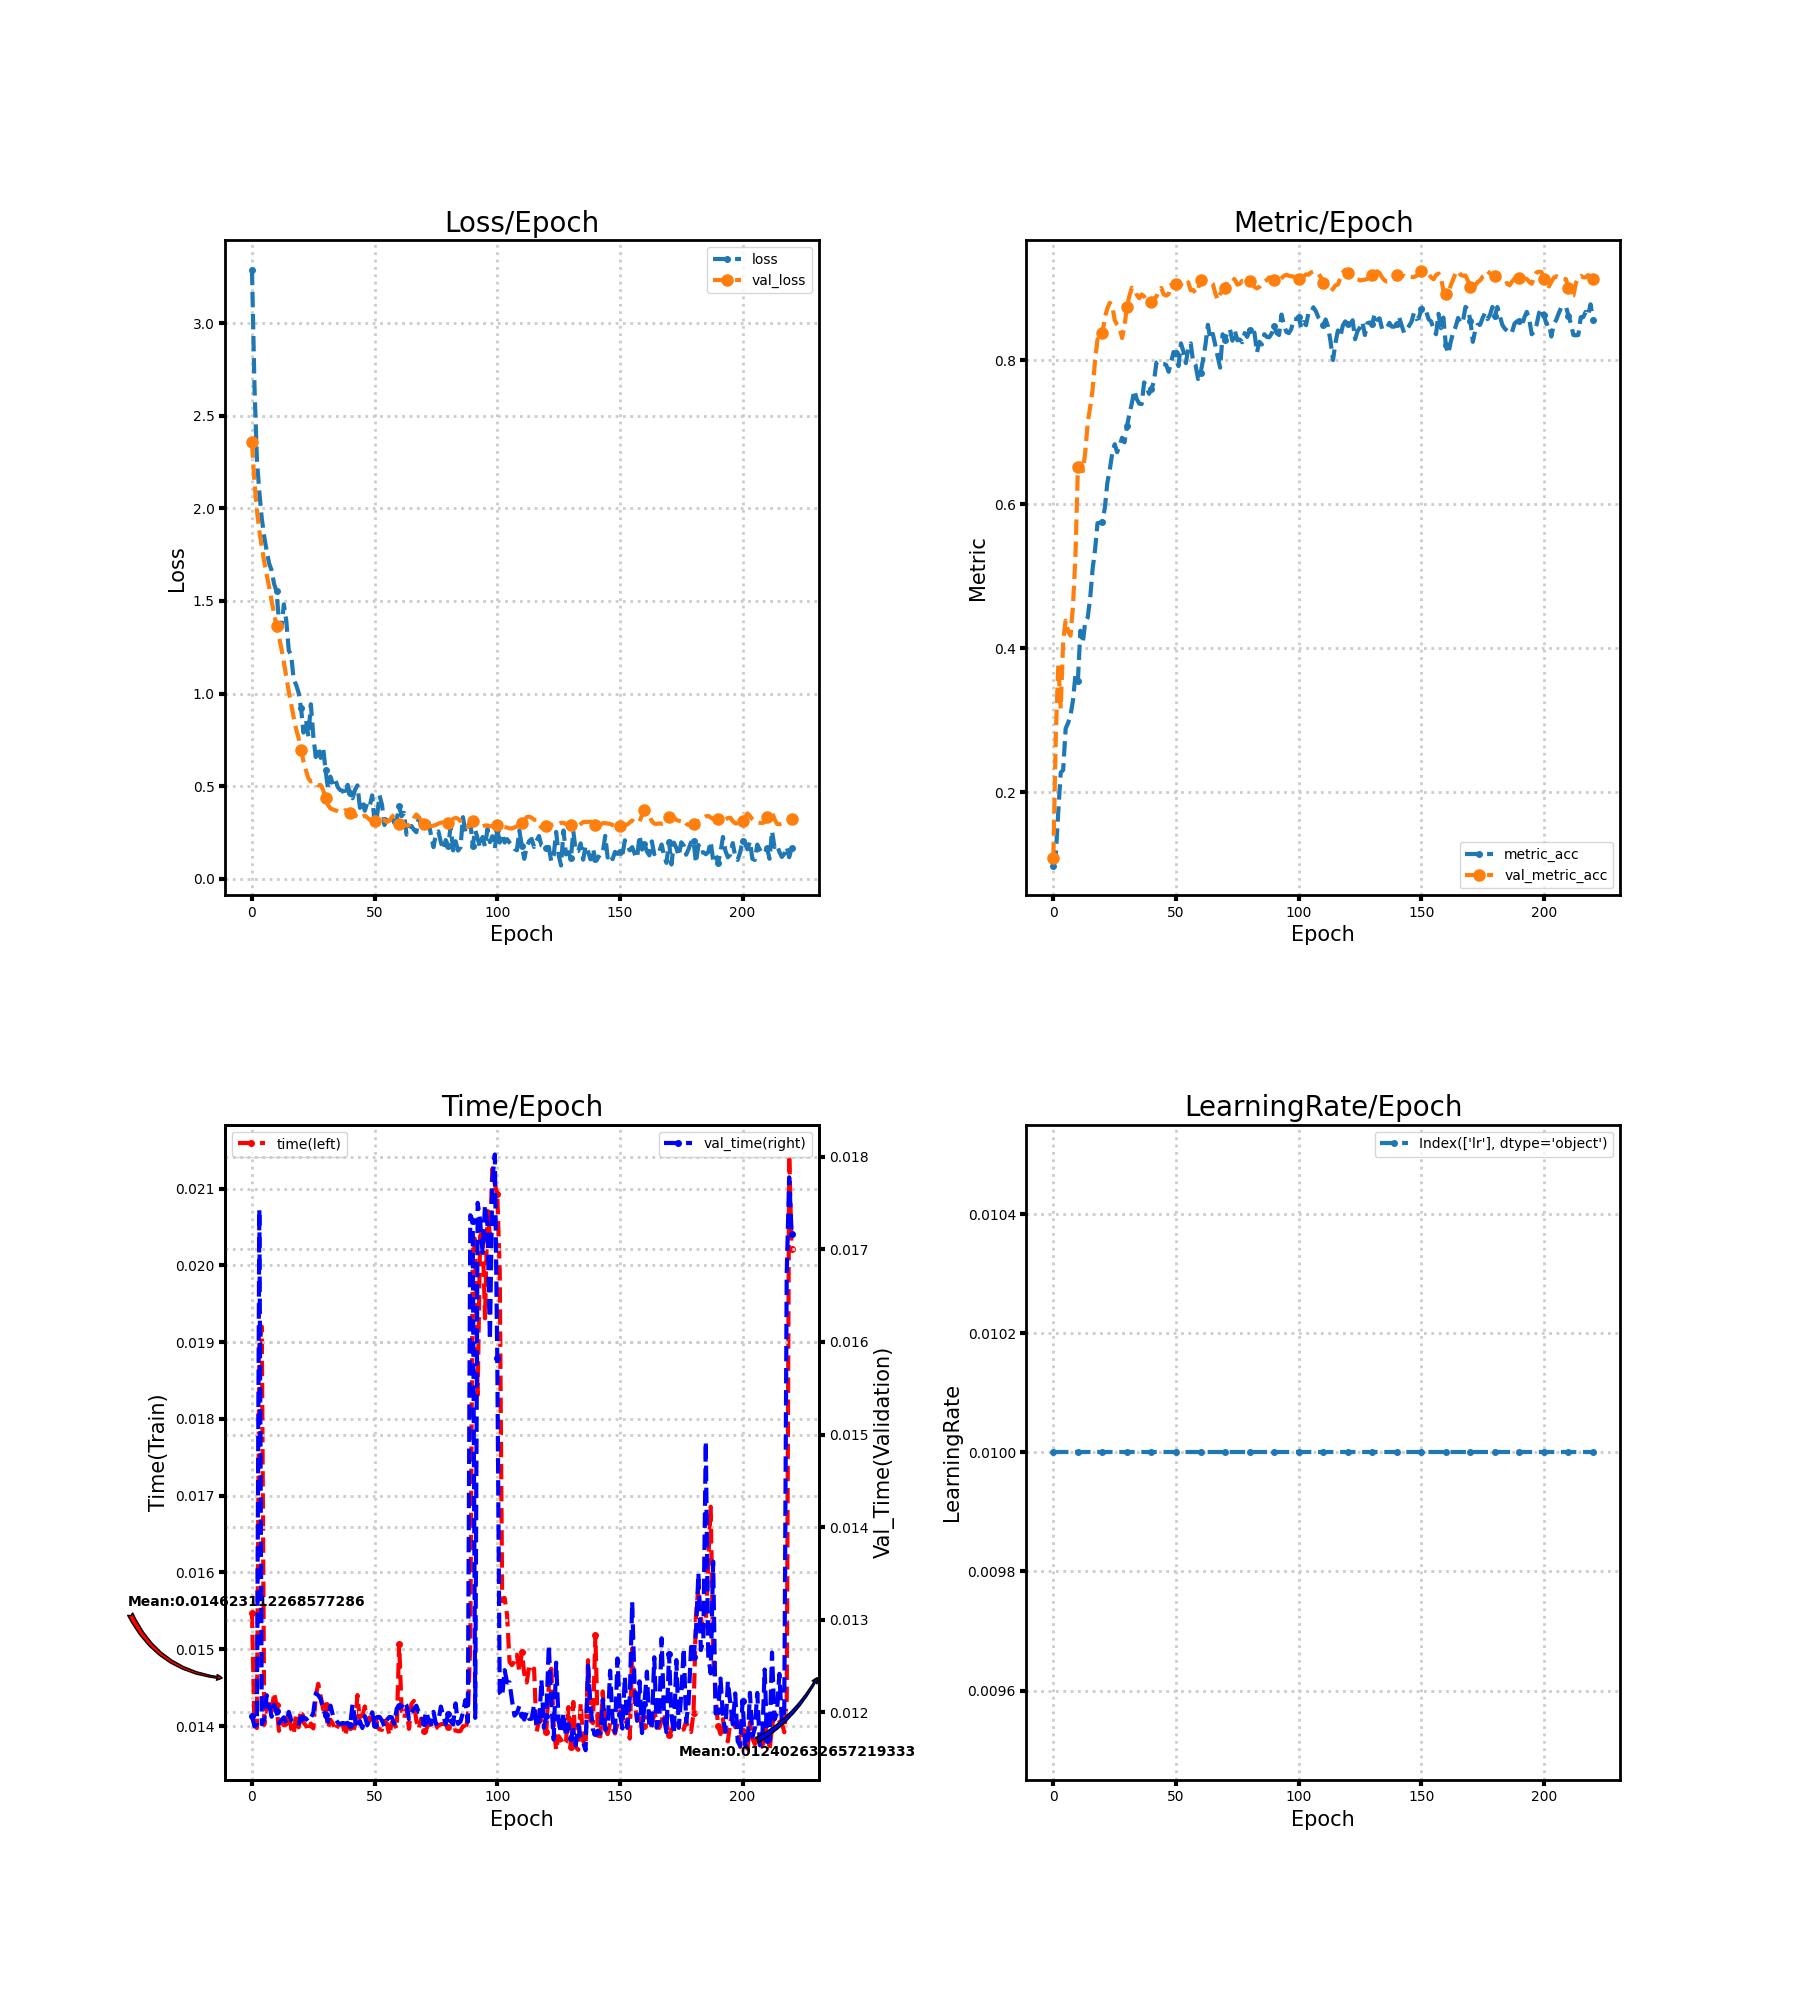 Loss/Epoch
loss
val_loss
3.0
2.5
2.0
1.5
1.0
0.5
0.0
Loss
0 50 100 150 200
Epoch
Metric/Epoch
0.8
0.6
0.4
0.2
Metric
metric_acc
val_metric_acc
0 50 100 150 200
Epoch
Time/Epoch
time(left)
val_time(right)
0.021
0.020
0.019
0.018
0.017
0.016
0.015
0.014
Time(Train)
0.018
0.017
0.016
0.015
0.014
0.013
0.012
Val_Time(Validation)
Mean:0.014623112268577286
Mean:0.012402632657219333
0 50 100 150 200
Epoch
LearningRate/Epoch
Index(['lr'], dtype='object')
0.0104
0.0102
0.0100
0.0098
0.0096
LearningRate
0 50 100 150 200
Epoch